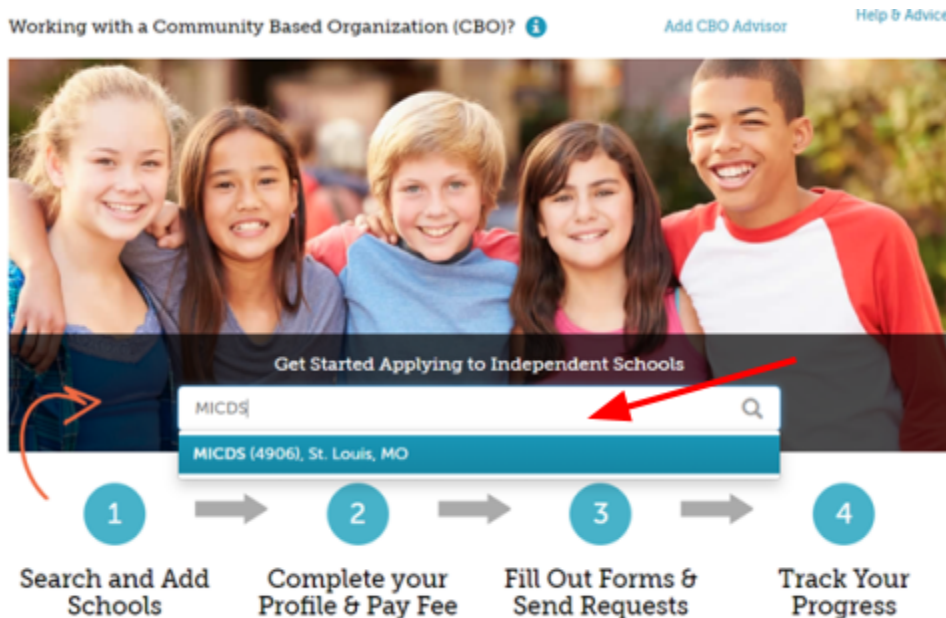 Working with a Community Based Organization (CBO)? i
Add CBO Advisor
Help & Advice
Get Started Applying to Independent Schools
MICDS
MICDS (4906), St. Louis, MO
1
2
3
4
Search and Add
Schools
Complete your
Profile & Pay Fee
Fill Out Forms &
Send Requests
Track Your
Progress